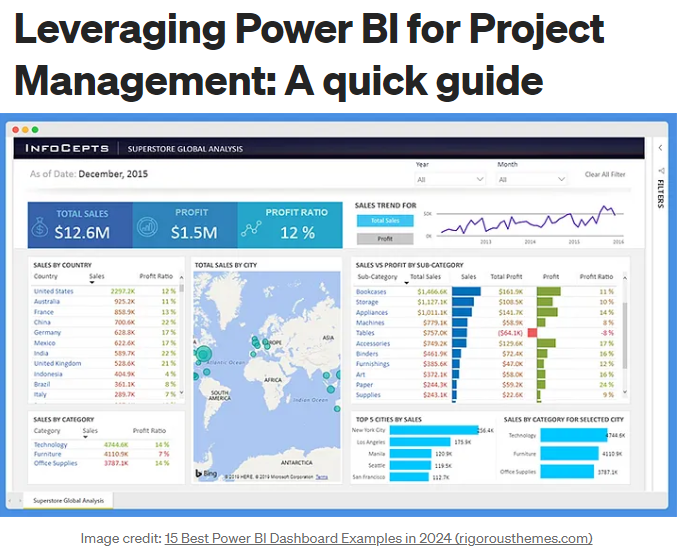 Leveraging Power BI for Project
Management: A quick guide
INFOCEPTS | SUPERSTORE GLOBAL ANALYSIS
As of Date: December, 2015
Year
All
Month
All
Clear All Filter
FILTERS
TOTAL SALES
$12.6M
PROFIT
$1.5M
PROFIT RATIO
12 %
SALES TREND FOR
Total Sales
Profit
50K
0K
2013 2014 2015 2016
SALES BY COUNTRY
Country Sales Profit Ratio
United States 2297.2K 12 %
Australia 925.2K 11 %
France 858.9K 13 %
China 700.6K 22 %
Germany 628.8K 17 %
Mexico 622.6K 17 %
India 589.7K 22 %
United Kingdom 528.6K 21 %
Indonesia 404.9K 4 %
Brazil 361.1K 8 %
Italy 289.7K 7 %
SALES BY CATEGORY
Category Sales Profit Ratio
Technology 4744.6K 14 %
Furniture 4110.9K 7 %
Office Supplies 3787.1K 14 %
TOTAL SALES BY CITY
EUROPE
ASIA
Atlantic Ocean
AFRICA
SOUTH
AMERICA
Indian Ocean
ANTARCTICA
Bing
© 2019 HERE, © 2019 Microsoft Corporation Terms
SALES VS PROFIT BY SUB-CATEGORY
Sub-Category Total Sales Sales Total Profit Profit Profit Ratio
Bookcases $1,466.6K $161.9K 11 %
Storage $1,127.1K $108.5K 10 %
Appliances $1,011.1K $141.7K 14 %
Machines $779.1K $58.9K 8 %
Tables $757.0K ($64.1K) -8 %
Accessories $749.2K $129.6K 17 %
Binders $461.9K $72.4K 16 %
Furnishings $385.6K $47.0K 12 %
Art $372.1K $58.0K 16 %
Paper $244.3K $59.2K 24 %
Supplies $243.1K $22.6K 9 %
TOP 5 CITIES BY SALES
New York City 256.4K
Los Angeles 175.9K
Manila 120.9K
Seattle 119.5K
San Francisco 112.7K
SALES BY CATEGORY FOR SELECTED CITY
Technology 4744.6K
Furniture 4110.9K
Office Supplies 3787.1K
Superstore Global Analysis
Image credit: 15 Best Power BI Dashboard Examples in 2024 (rigorousthemes.com)